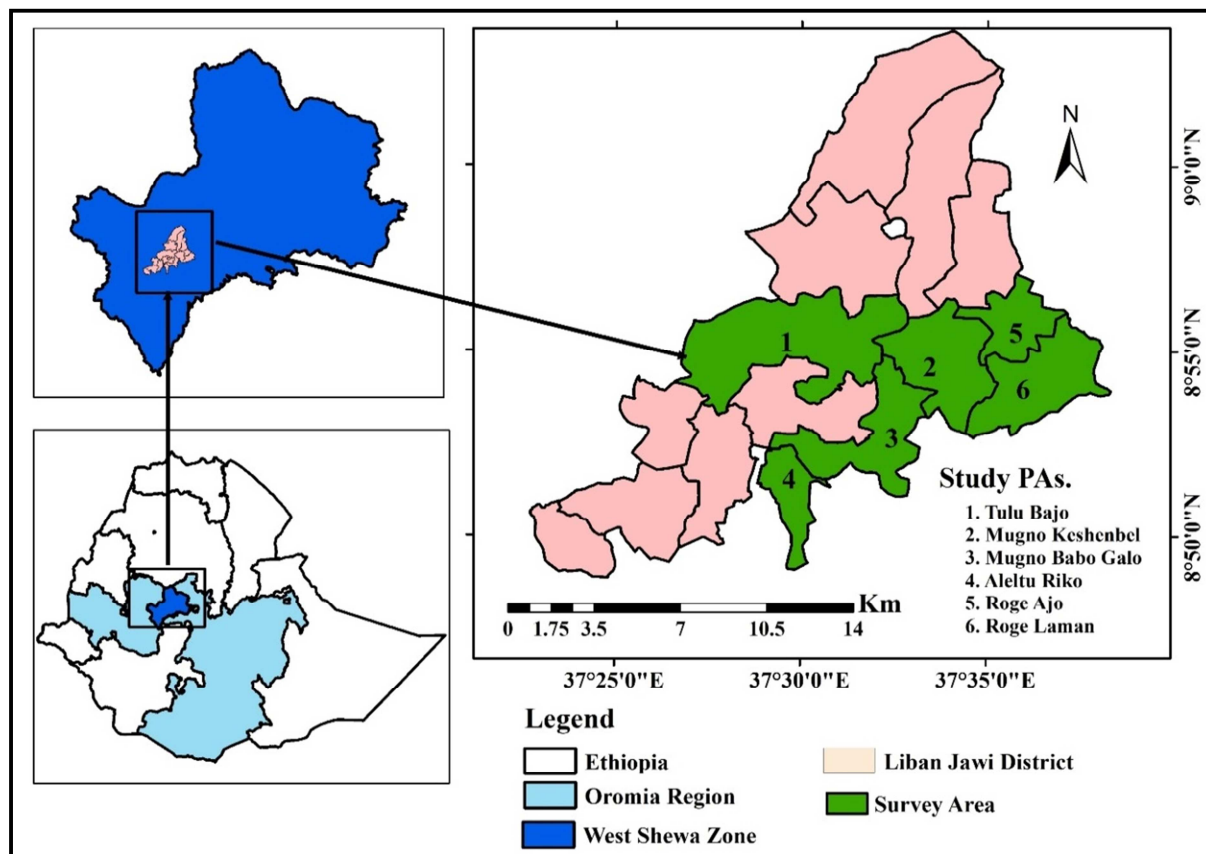 N
9°0'0"N
8°55'0"N
8°50'0"N
1
2
3
4
5
6
Study PAs.
1. Tulu Bajo
2. Mugno Keshenbel
3. Mugno Babo Galo
4. Aleltu Riko
5. Roge Ajo
6. Roge Laman
Km
0 1.75 3.5 7 10.5 14
37°25'0"E 37°30'0"E 37°35'0"E
Legend
Ethiopia
Oromia Region
West Shewa Zone
Liban Jawi District
Survey Area